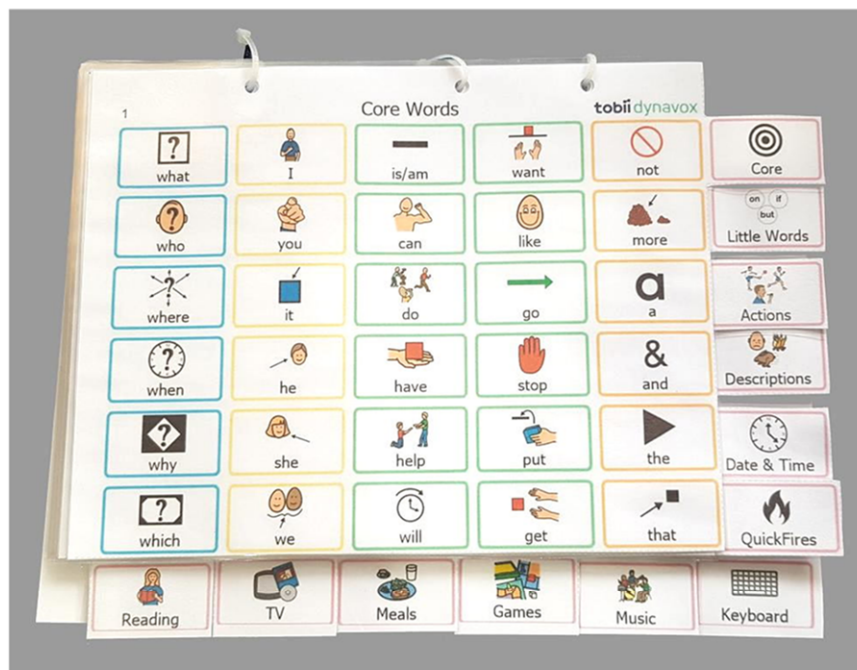 1
Core Words
tobii dynavox
what
I
is/am
want
not
Core
who
you
can
like
more
on if
but
Little Words
where
it
do
go
a
a
Actions
when
he
have
stop
&
and
Descriptions
why
she
help
put
the
Date & Time
which
we
will
get
that
QuickFires
Reading
TV
Meals
Games
Music
Keyboard